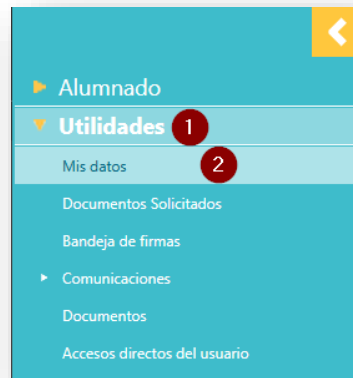 Alumnado
Utilidades 1
Mis datos 2
Documentos Solicitados
Bandeja de firmas
Comunicaciones
Documentos
Accesos directos del usuario